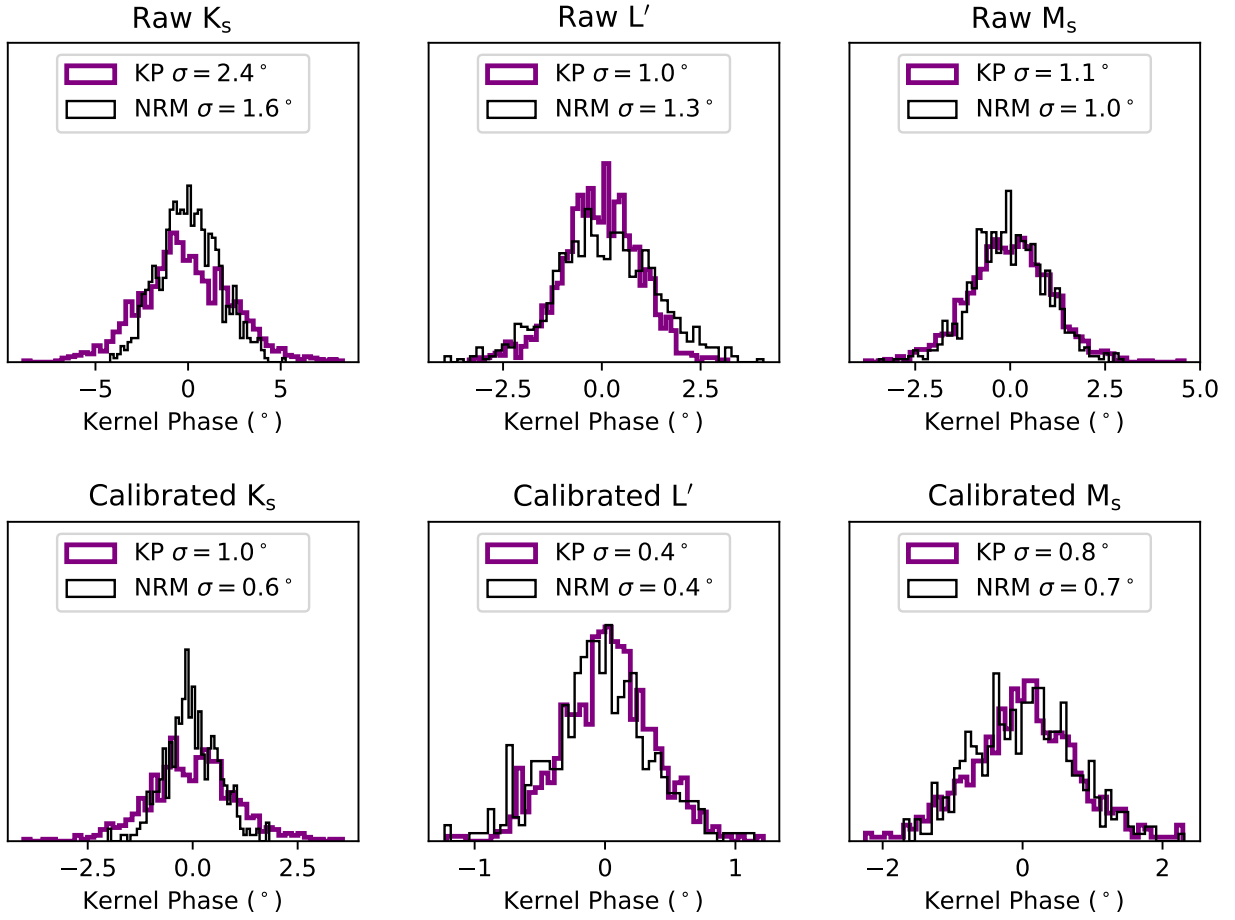 Raw Kₛ
KP σ = 2.4°
NRM σ = 1.6°
−5 0 5
Kernel Phase (°)
Raw L′
KP σ = 1.0°
NRM σ = 1.3°
−2.5 0.0 2.5
Kernel Phase (°)
Raw Mₛ
KP σ = 1.1°
NRM σ = 1.0°
−2.5 0.0 2.5 5.0
Kernel Phase (°)
Calibrated Kₛ
KP σ = 1.0°
NRM σ = 0.6°
−2.5 0.0 2.5
Kernel Phase (°)
Calibrated L′
KP σ = 0.4°
NRM σ = 0.4°
−1 0 1
Kernel Phase (°)
Calibrated Mₛ
KP σ = 0.8°
NRM σ = 0.7°
−2 0 2
Kernel Phase (°)